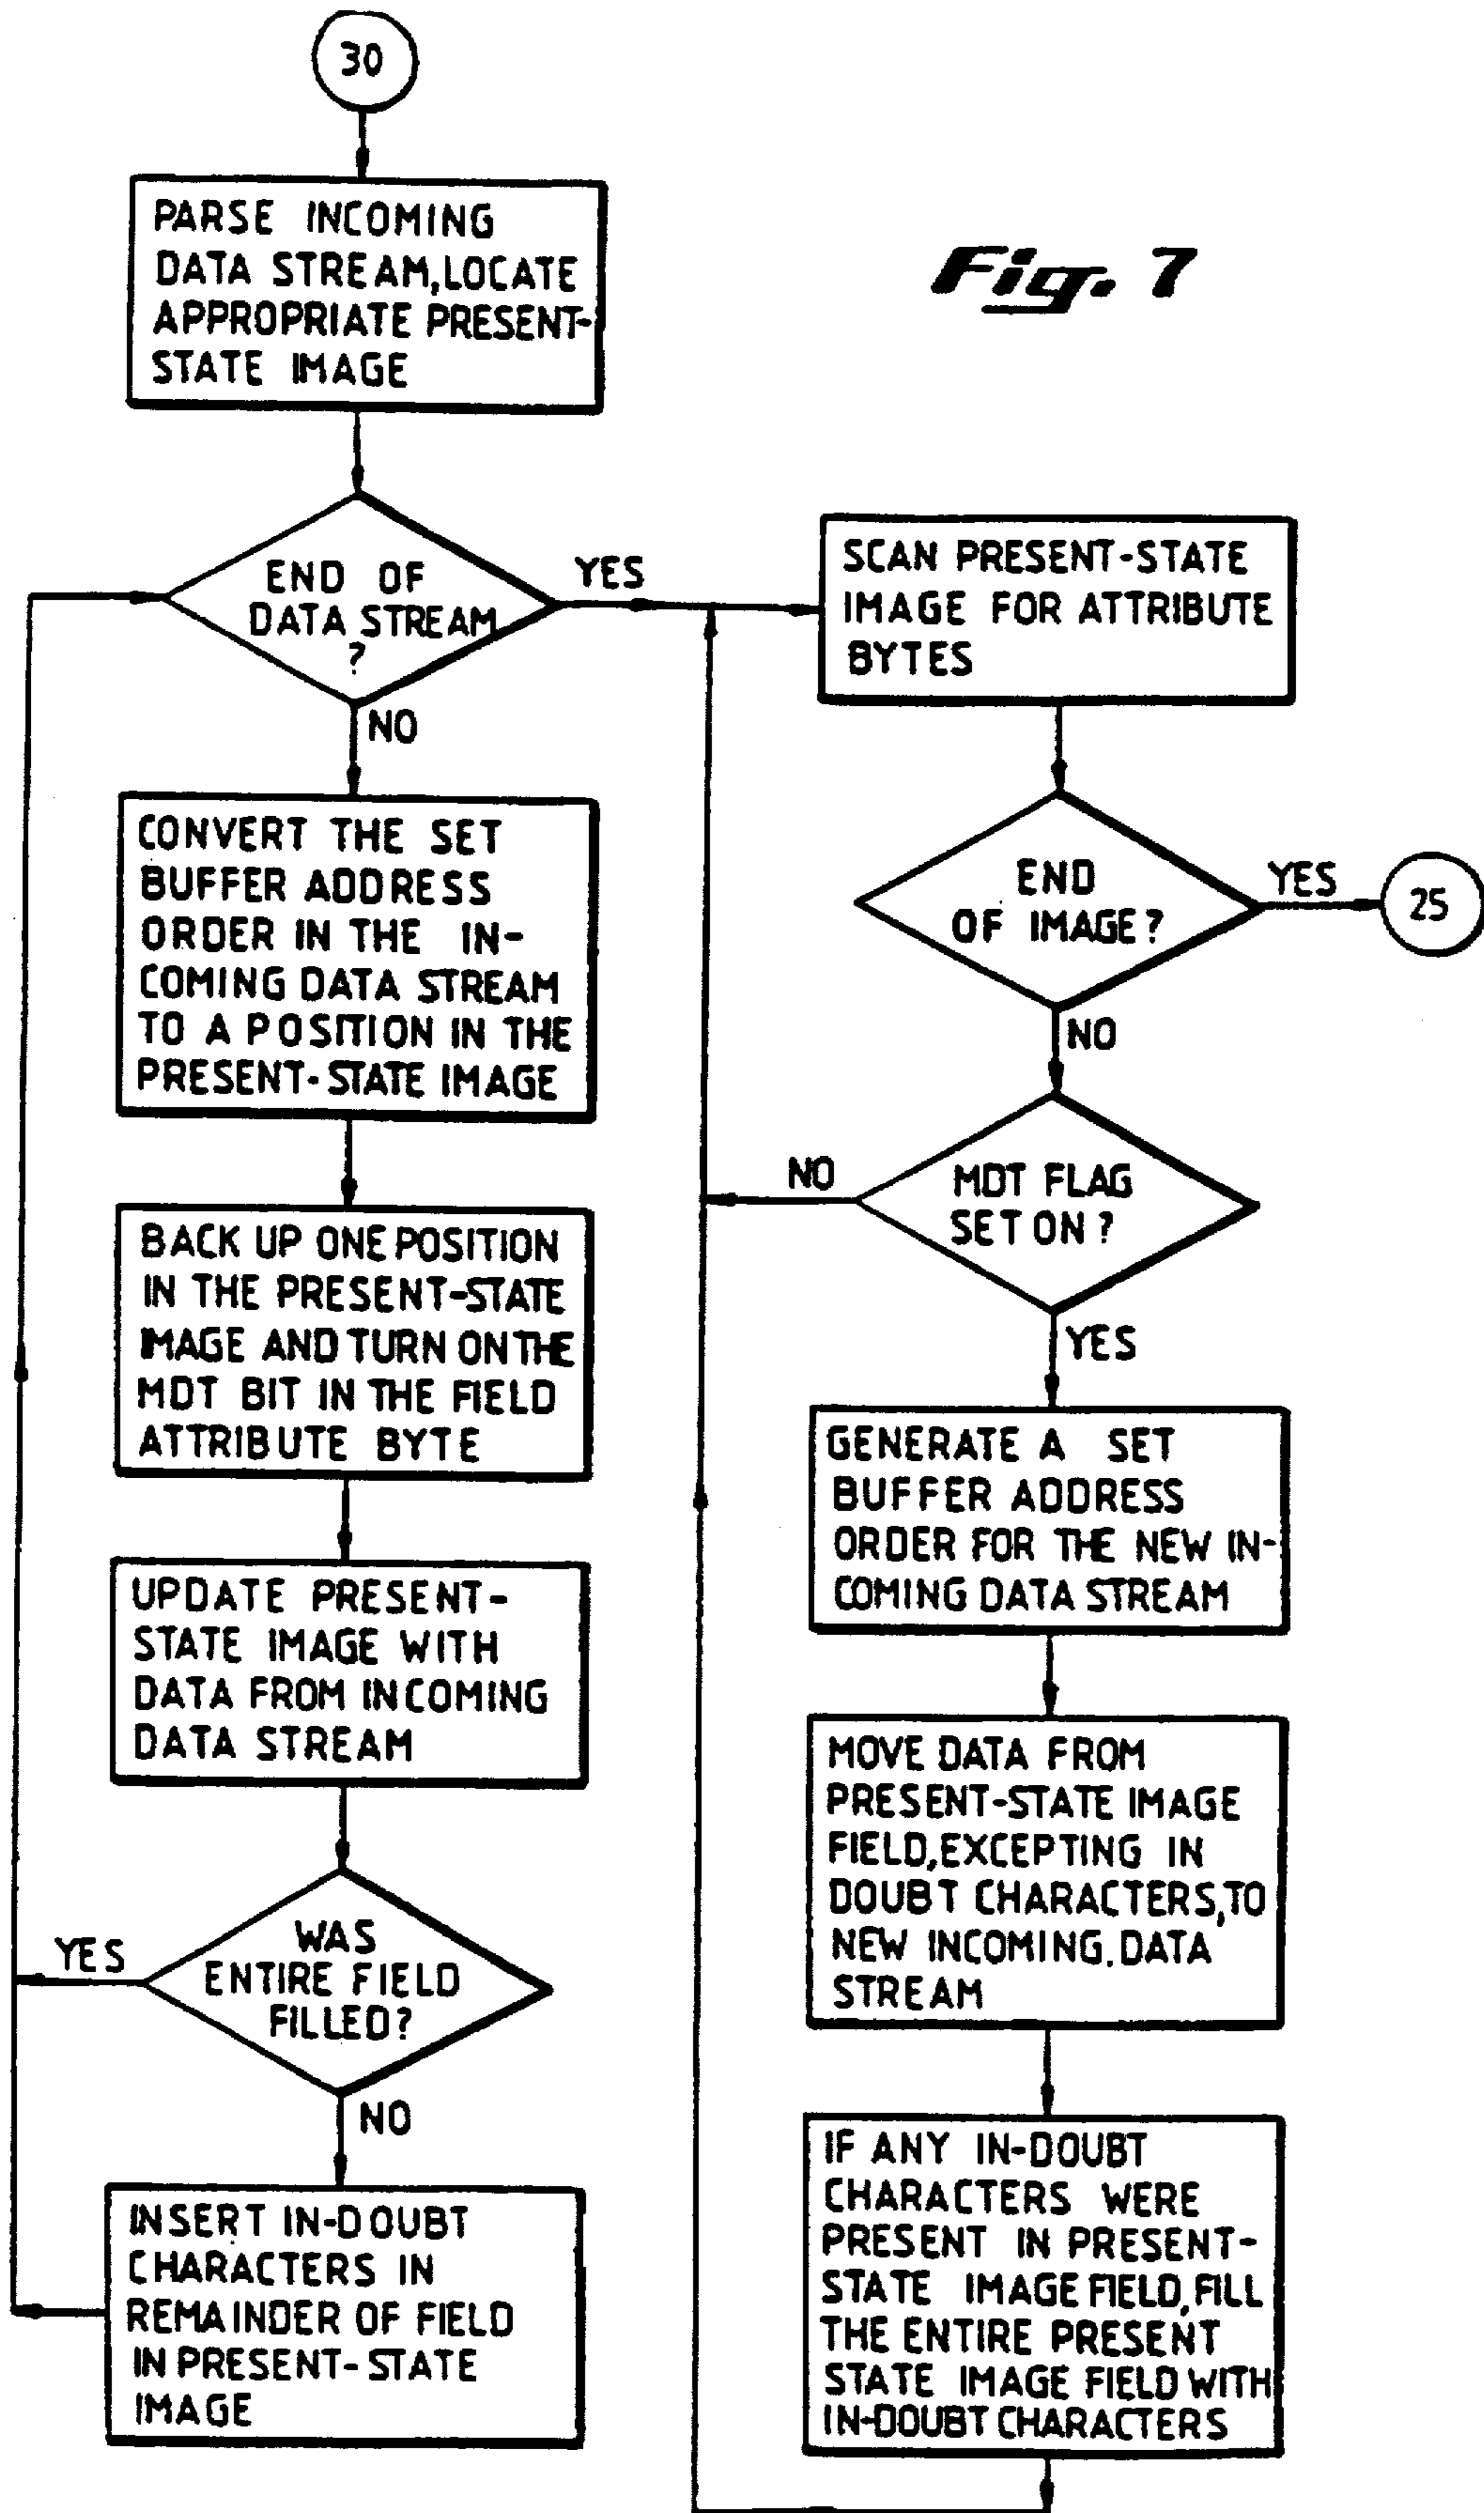 30
PARSE INCOMING
DATA STREAM, LOCATE
APPROPRIATE PRESENT-
STATE IMAGE
Fig. 7
END OF
DATA STREAM
?
YES
NO
CONVERT THE SET
BUFFER ADDRESS
ORDER IN THE IN-
COMING DATA STREAM
TO A POSITION IN THE
PRESENT-STATE IMAGE
BACK UP ONE POSITION
IN THE PRESENT-STATE
IMAGE AND TURN ON THE
MDT BIT IN THE FIELD
ATTRIBUTE BYTE
UPDATE PRESENT-
STATE IMAGE WITH
DATA FROM INCOMING
DATA STREAM
WAS
ENTIRE FIELD
FILLED?
YES
NO
INSERT IN-DOUBT
CHARACTERS IN
REMAINDER OF FIELD
IN PRESENT-STATE
IMAGE
SCAN PRESENT-STATE
IMAGE FOR ATTRIBUTE
BYTES
END
OF IMAGE?
YES
25
NO
MDT FLAG
SET ON?
NO
YES
GENERATE A SET
BUFFER ADDRESS
ORDER FOR THE NEW IN-
COMING DATA STREAM
MOVE DATA FROM
PRESENT-STATE IMAGE
FIELD, EXCEPTING IN
DOUBT CHARACTERS, TO
NEW INCOMING. DATA
STREAM
IF ANY IN-DOUBT
CHARACTERS WERE
PRESENT IN PRESENT-
STATE IMAGE FIELD, FILL
THE ENTIRE PRESENT
STATE IMAGE FIELD WITH
IN-DOUBT CHARACTERS